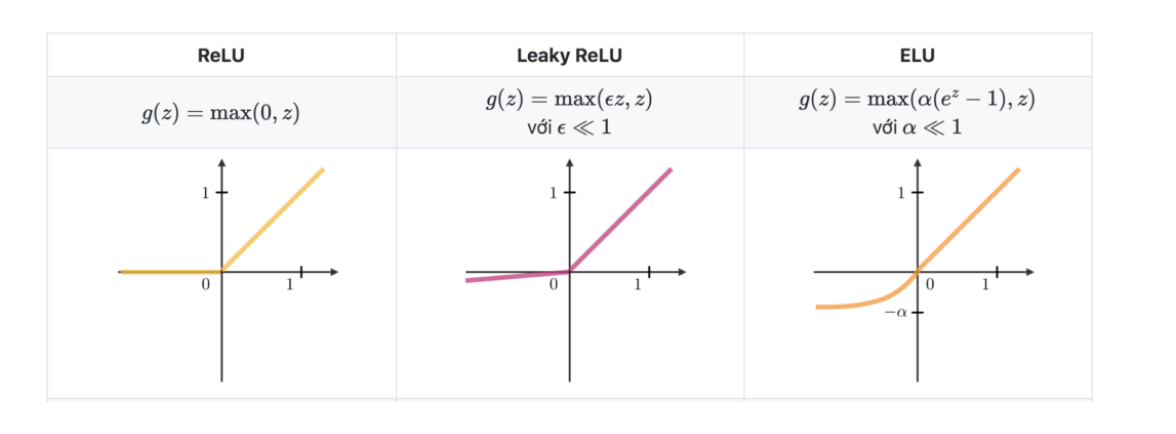 ReLU
Leaky ReLU
ELU
g(z) = max(0, z)
g(z) = max(ϵz, z)
với ϵ ≪ 1
g(z) = max(α(e^z − 1), z)
với α ≪ 1
1
0
1
1
0
1
1
0
1
−α